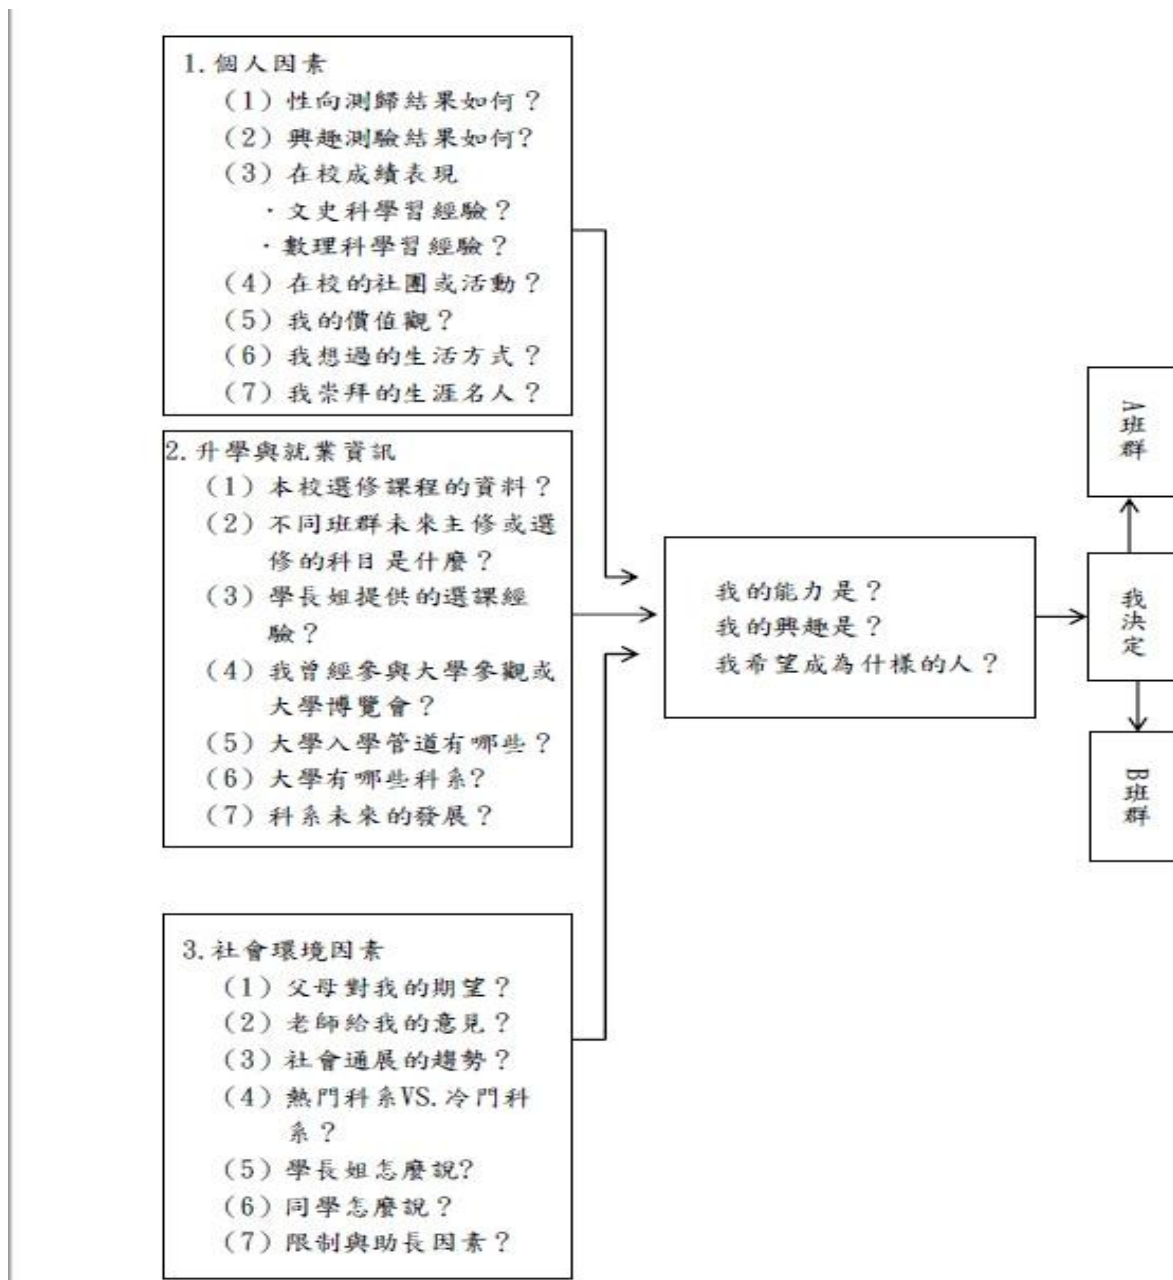 1.個人因素
(1)性向測歸結果如何？
(2)興趣測驗結果如何?
(3)在校成績表現
·文史科學習經驗？
·數理科學習經驗？
(4)在校的社團或活動？
(5)我的價值觀？
(6)我想過的生活方式？
(7)我崇拜的生涯名人？
2.升學與就業資訊
(1)本校選修課程的資料？
(2)不同班群未來主修或選
修的科目是什麼？
(3)學長姐提供的選課經
驗？
(4)我曾經參與大學參觀或
大學博覽會？
(5)大學入學管道有哪些？
(6)大學有哪些科系?
(7)科系未來的發展？
3.社會環境因素
(1)父母對我的期望？
(2)老師給我的意見？
(3)社會通展的趨勢？
(4)熱門科系VS.冷門科
系？
(5)學長姐怎麼說?
(6)同學怎麼說？
(7)限制與助長因素？
我的能力是？
我的興趣是？
我希望成為什樣的人？
A班群
我決定
B班群